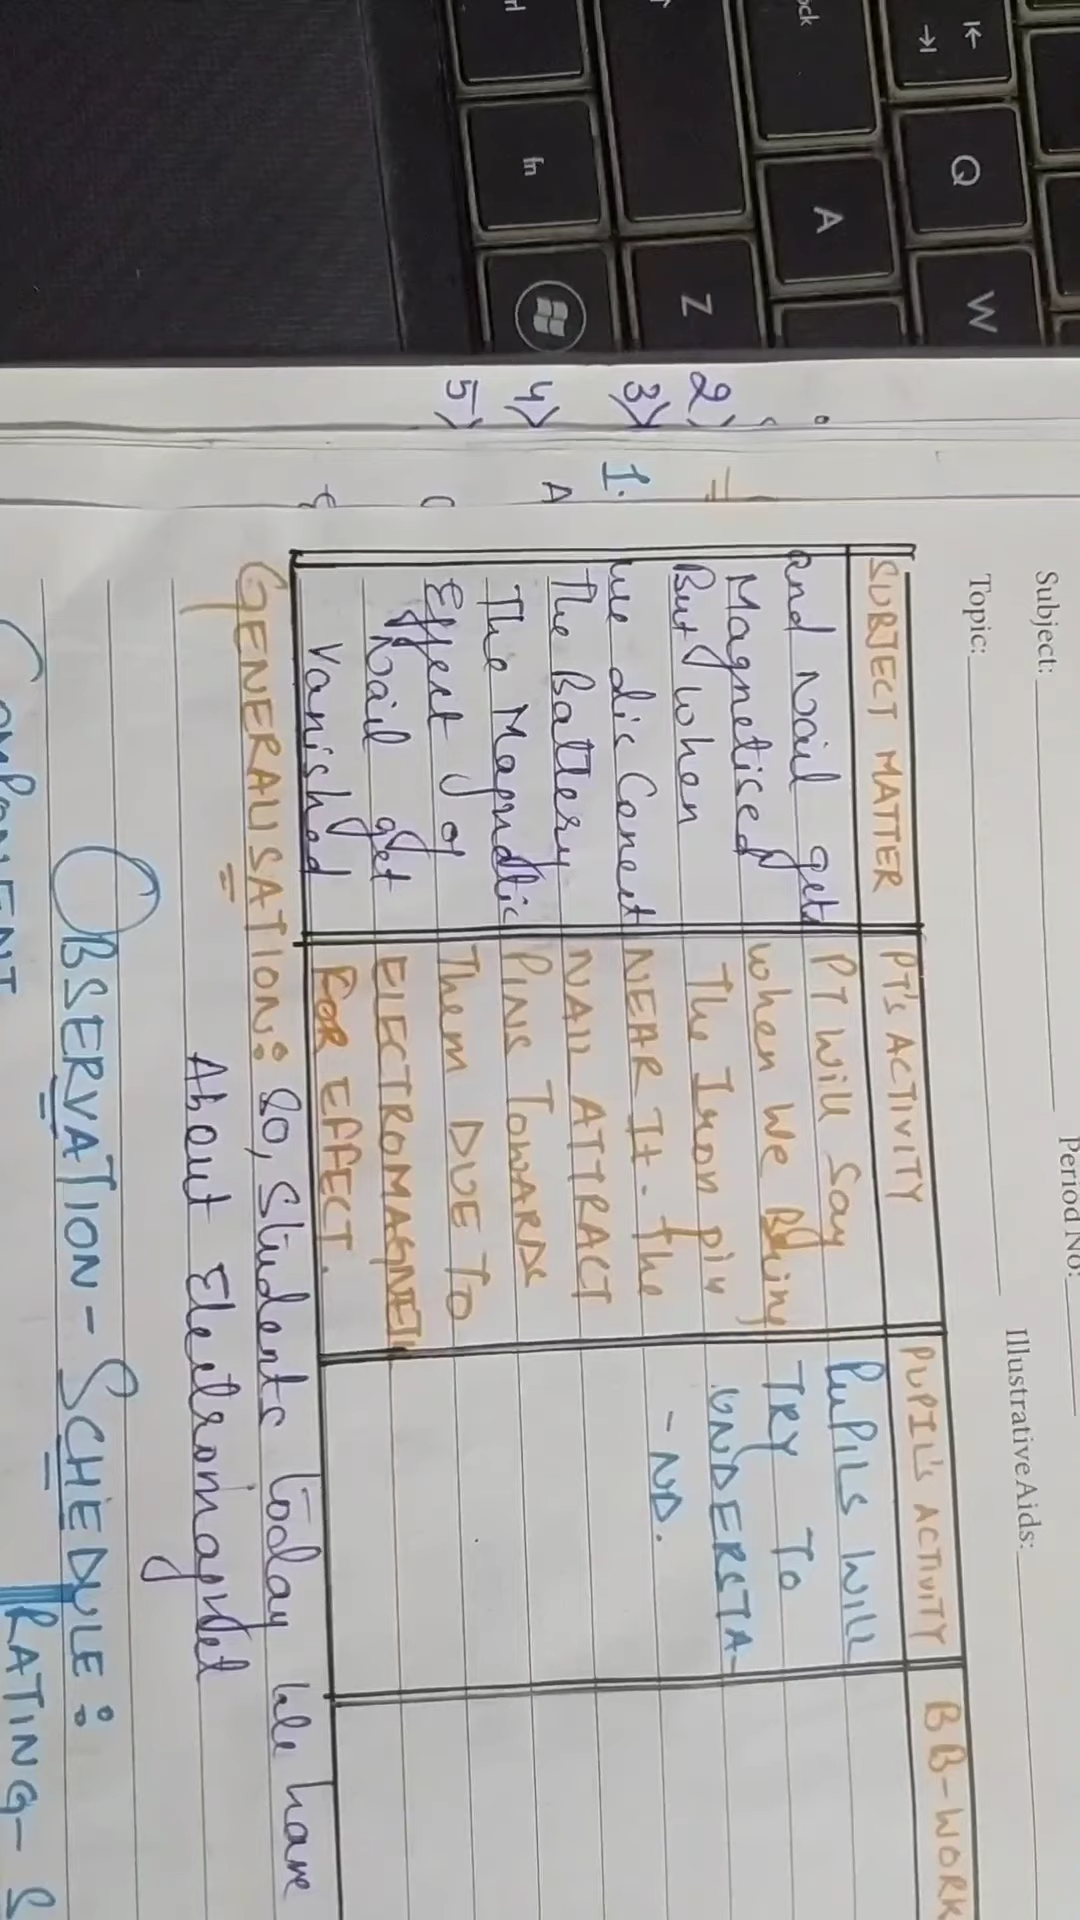 Subject:
Period No:
Topic:
Illustrative Aids:
SUBJECT MATTER
PT's ACTIVITY
PUPIL's ACTIVITY
BB-WORK
and nail gets
Magnetised
But when
we disConect
The Battery
The Magnetic
Effect of
Nail get
Vanished
PT Will Say
when we Bring
The Iron pin
NEAR It. the
NAIL ATTRACT
PINS TOWARDS
Them DUE TO
ELECTROMAGNETIC
FOR EFFECT.
PUPILS WILL
TRY TO
UNDERSTA-
-ND.
GENERALISATION: So, Students today we have
About Electromagnet
OBSERVATION-SCHEDULE:
COMPONENT
RATING-S
2>
3>
4>
5>
1.
A
Q
W
A
Z
fn